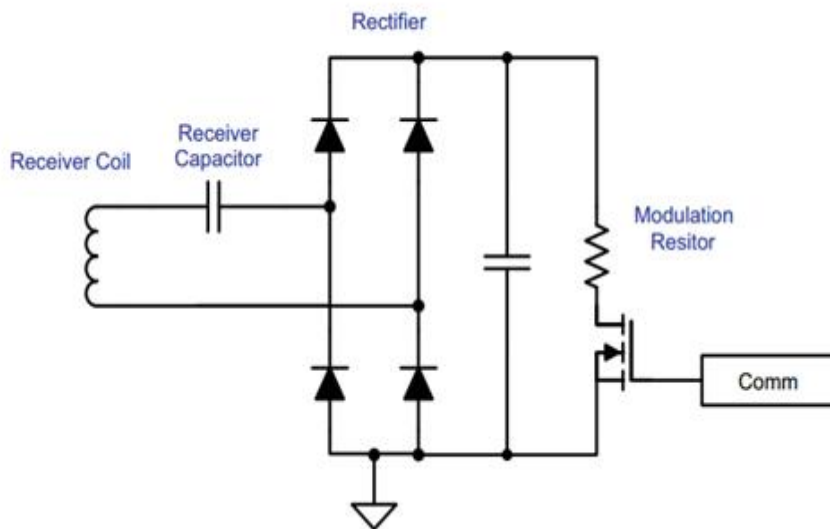 Rectifier
Receiver
Capacitor
Receiver Coil
Modulation
Resitor
Comm